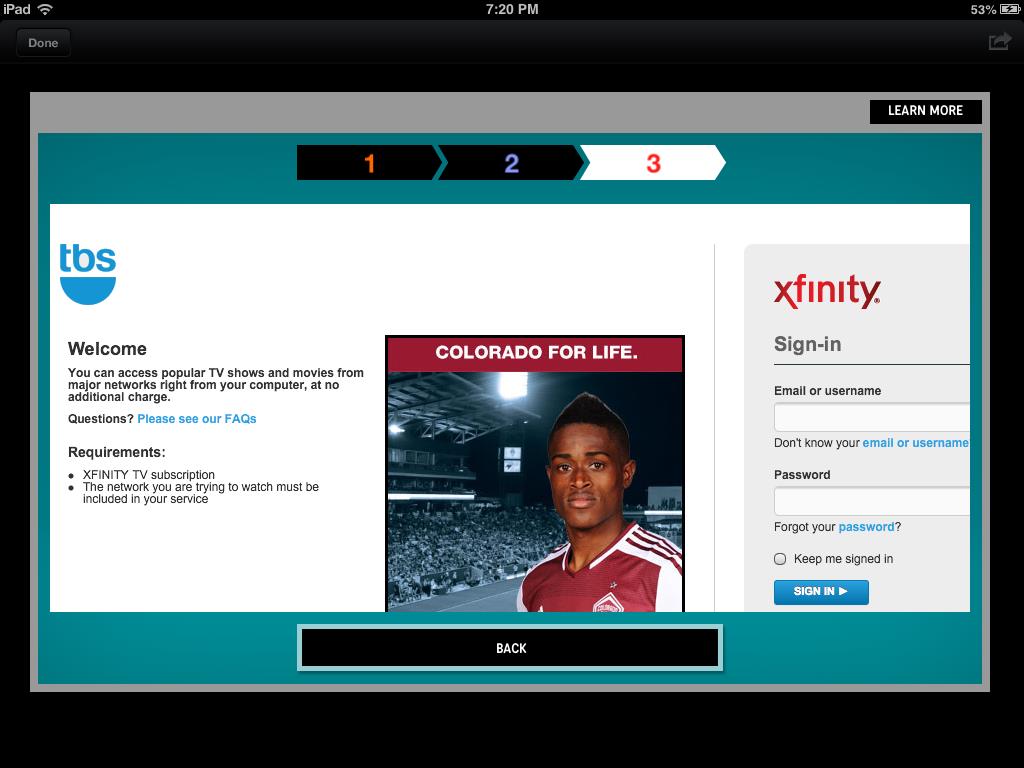 iPad 7:20 PM 53%
Done
LEARN MORE
1 2 3
tbs
Welcome
You can access popular TV shows and movies from
major networks right from your computer, at no
additional charge.
Questions? Please see our FAQs
Requirements:
XFINITY TV subscription
The network you are trying to watch must be
included in your service
COLORADO FOR LIFE.
COLORADO
xfinity®
Sign-in
Email or username
Don't know your email or username
Password
Forgot your password?
Keep me signed in
SIGN IN
BACK